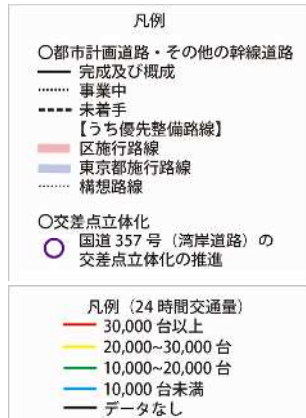 凡例
○都市計画道路・その他の幹線道路
完成及び概成
事業中
未着手
【うち優先整備路線】
区施行路線
東京都施行路線
構想路線
○交差点立体化
国道 357 号（湾岸道路）の
交差点立体化の推進
凡例（24 時間交通量）
30,000 台以上
20,000~30,000 台
10,000~20,000 台
10,000 台未満
データなし